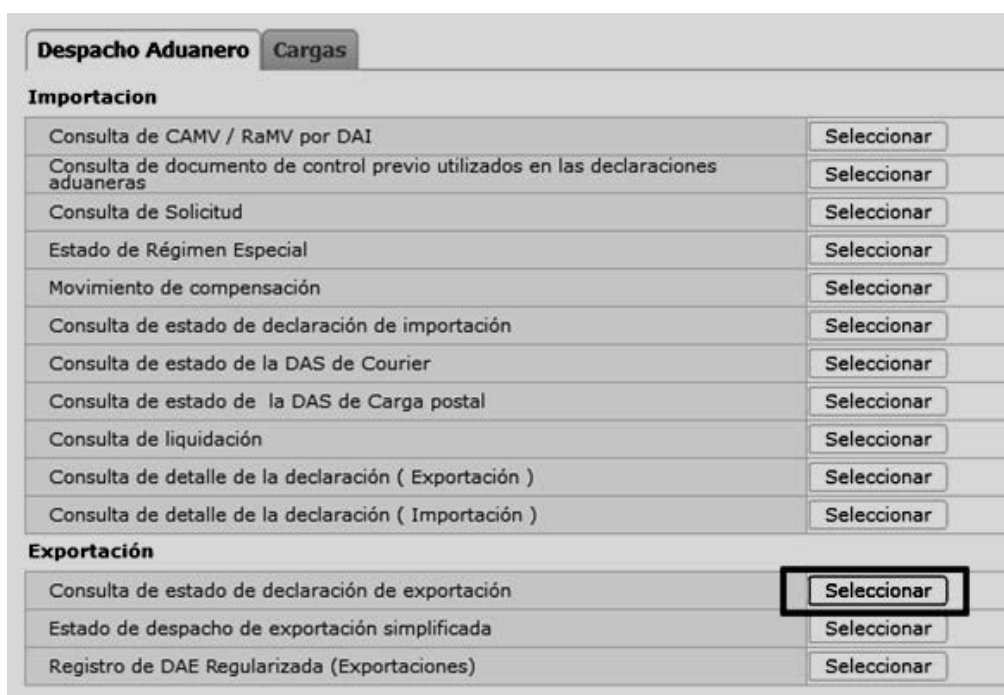 Despacho Aduanero Cargas
Importacion
Consulta de CAMV / RaMV por DAI Seleccionar
Consulta de documento de control previo utilizados en las declaraciones
aduaneras Seleccionar
Consulta de Solicitud Seleccionar
Estado de Régimen Especial Seleccionar
Movimiento de compensación Seleccionar
Consulta de estado de declaración de importación Seleccionar
Consulta de estado de la DAS de Courier Seleccionar
Consulta de estado de la DAS de Carga postal Seleccionar
Consulta de liquidación Seleccionar
Consulta de detalle de la declaración ( Exportación ) Seleccionar
Consulta de detalle de la declaración ( Importación ) Seleccionar
Exportación
Consulta de estado de declaración de exportación Seleccionar
Estado de despacho de exportación simplificada Seleccionar
Registro de DAE Regularizada (Exportaciones) Seleccionar